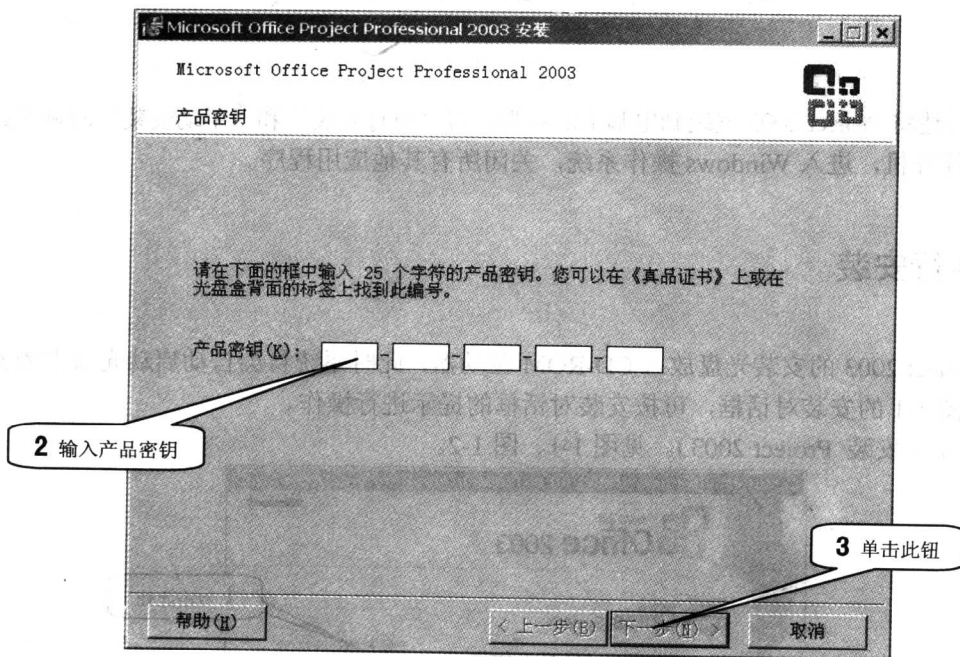 Microsoft Office Project Professional 2003 安装
Microsoft Office Project Professional 2003
产品密钥
请在下面的框中输入 25 个字符的产品密钥。您可以在《真品证书》上或在
光盘盒背面的标签上找到此编号。
产品密钥(K):
2 输入产品密钥
3 单击此钮
帮助(H)
< 上一步(B)
下一步(N) >
取消